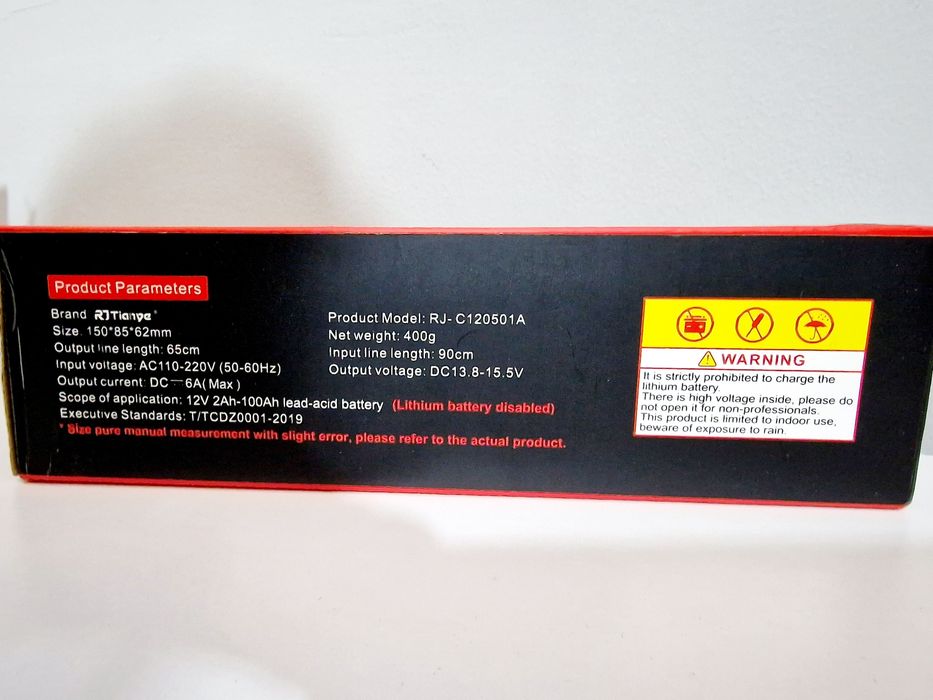 Product Parameters
Brand RJTianye
Size: 150*85*62mm
Output line length: 65cm
Input voltage: AC110-220V (50-60Hz)
Output current: DC—6A( Max )
Scope of application: 12V 2Ah-100Ah lead-acid battery (Lithium battery disabled)
Executive Standards: T/TCDZ0001-2019
* Size pure manual measurement with slight error, please refer to the actual product.
Product Model: RJ- C120501A
Net weight: 400g
Input line length: 90cm
Output voltage: DC13.8-15.5V
WARNING
It is strictly prohibited to charge the
lithium battery.
There is high voltage inside, please do
not open it for non-professionals.
This product is limited to indoor use,
beware of exposure to rain.